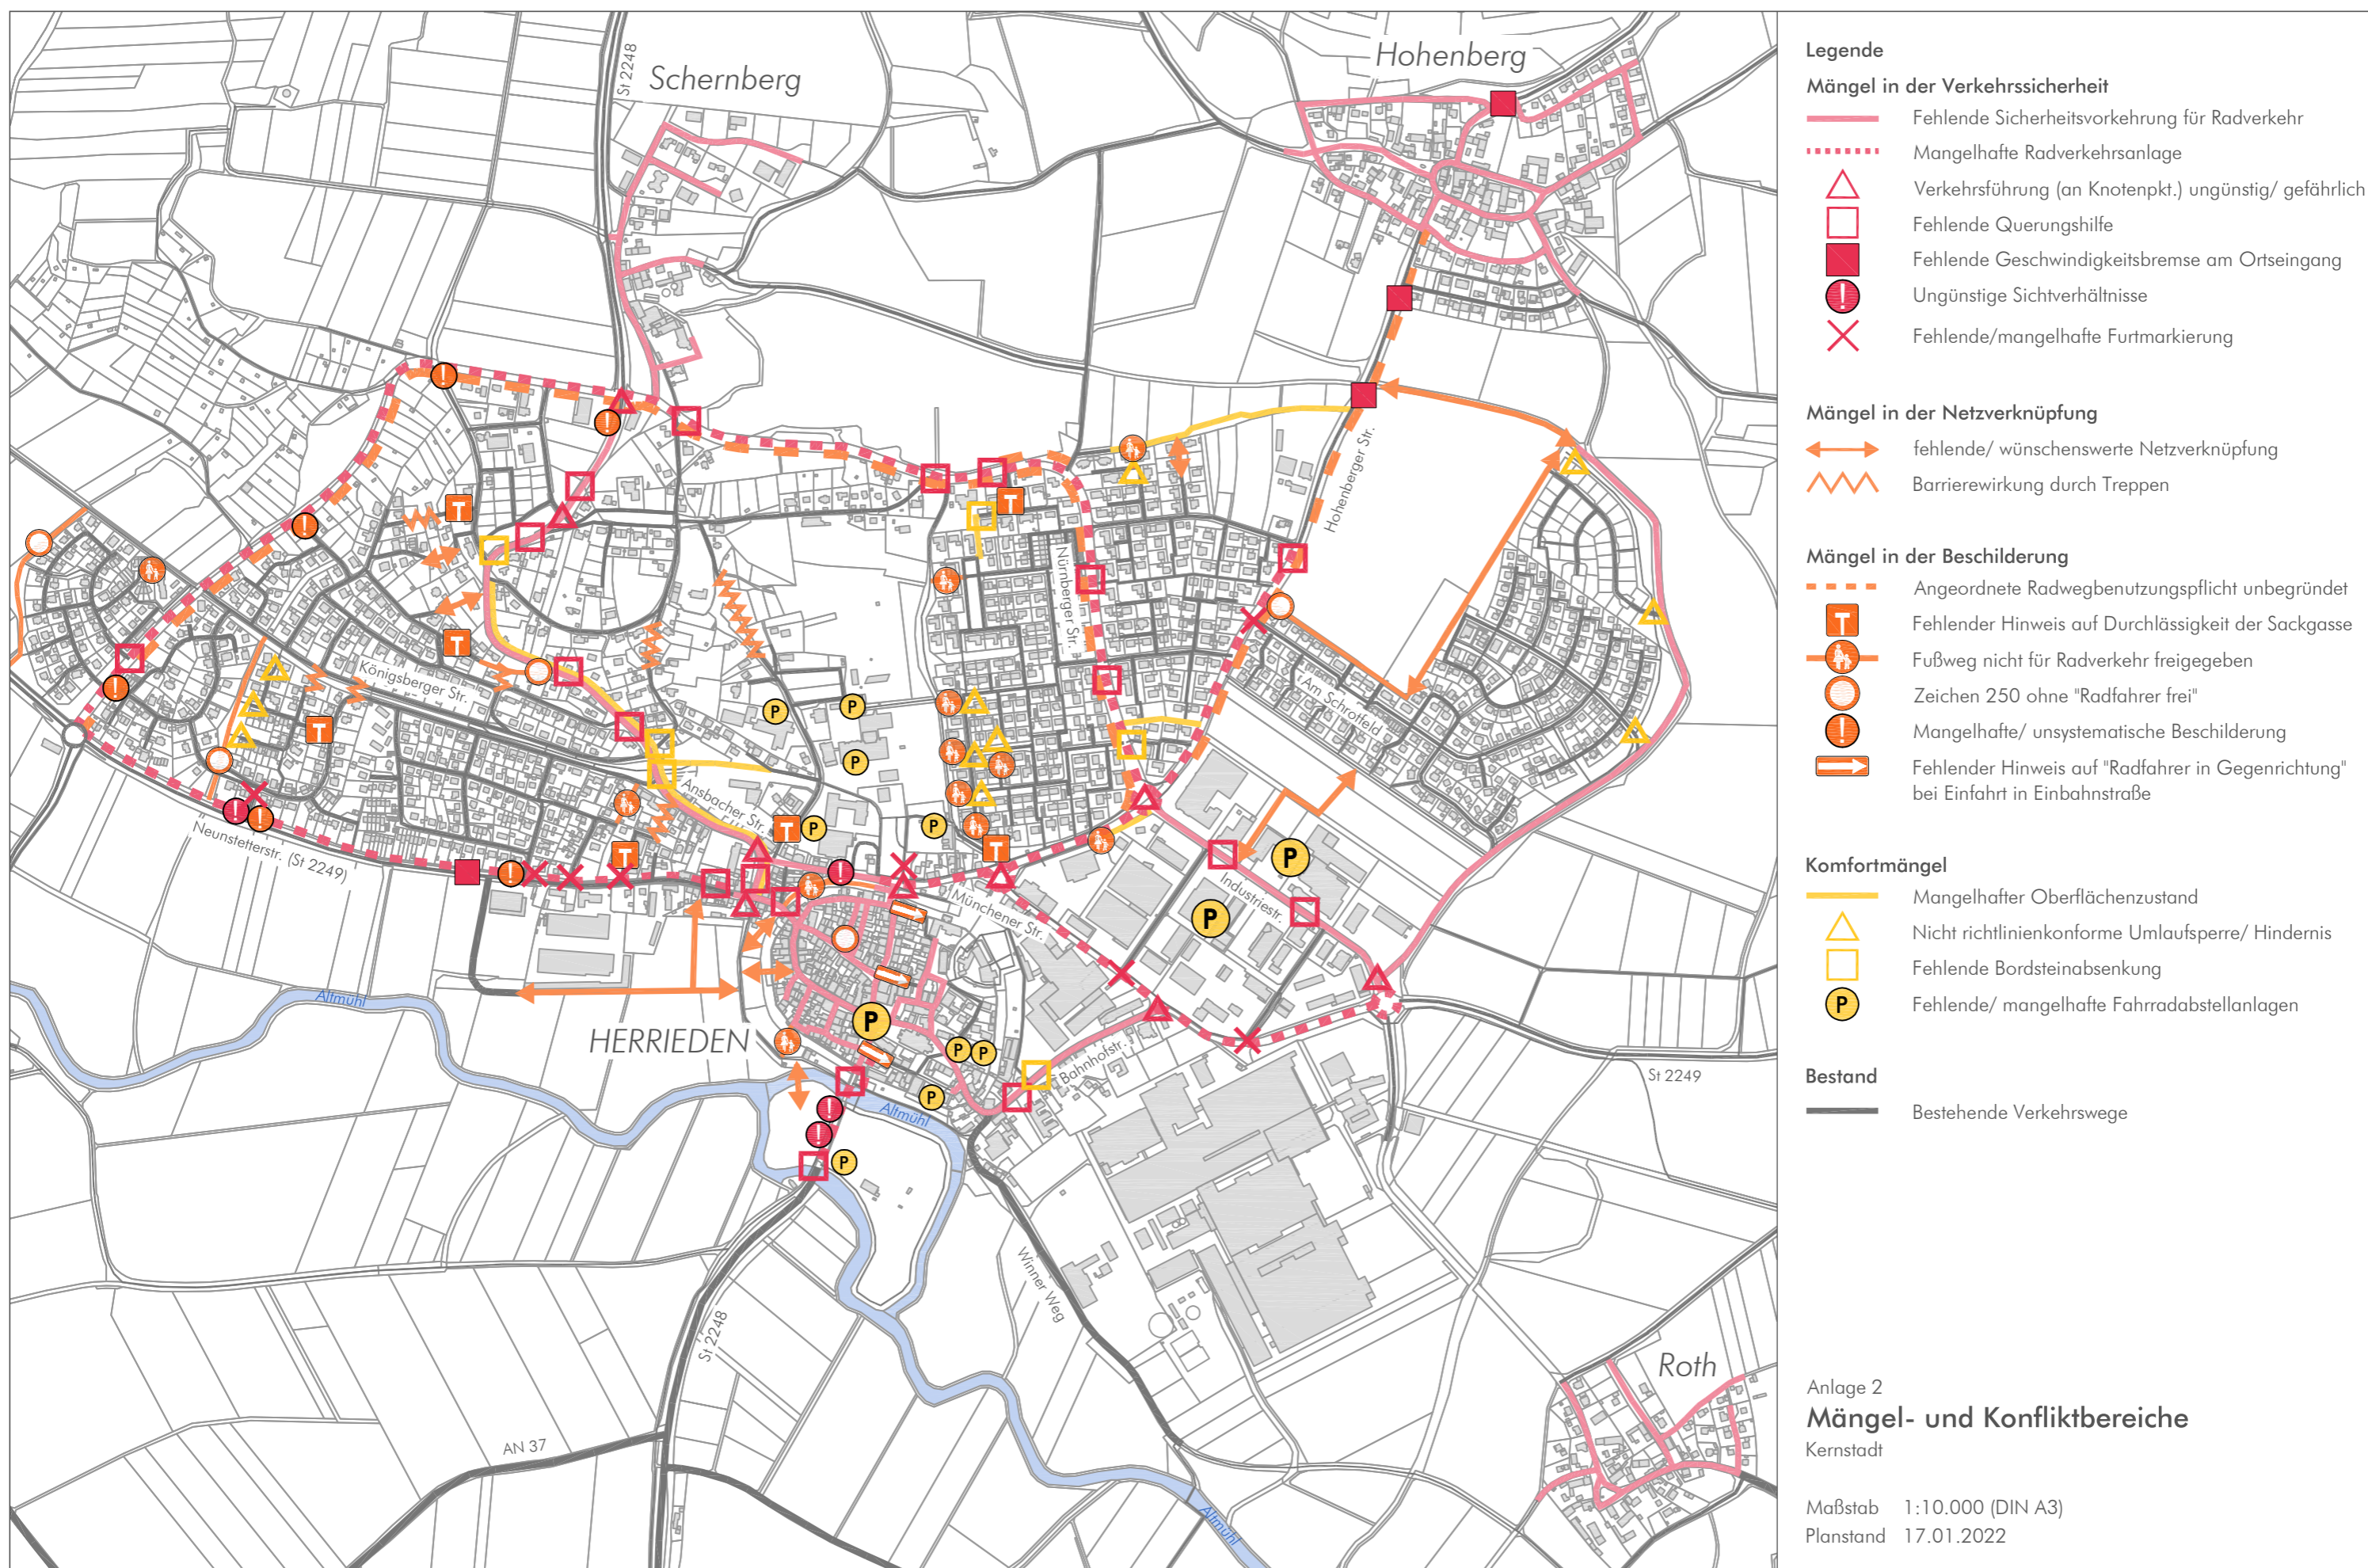 St 2248
Schernberg
Hohenberg
Hohenberger Str.
Nürnberger Str.
Königsberger Str.
Am Schroffeld
Ansbacher Str.
Neunstetterstr. (St 2249)
Münchener Str.
Industriestr.
Altmühl
HERRIEDEN
Bahnhofstr.
St 2249
Altmühl
Winner Weg
St 2248
Roth
AN 37
Altmühl
T
T
T
T
T
T
T
T
P
P
P
P
P
P
P
P
P
P
P
P
!
!
!
!
!
!
!
!
!
!
Legende
Mängel in der Verkehrssicherheit
Fehlende Sicherheitsvorkehrung für Radverkehr
Mangelhafte Radverkehrsanlage
Verkehrsführung (an Knotenpkt.) ungünstig/ gefährlich
Fehlende Querungshilfe
Fehlende Geschwindigkeitsbremse am Ortseingang
! Ungünstige Sichtverhältnisse
Fehlende/mangelhafte Furtmarkierung
Mängel in der Netzverknüpfung
fehlende/ wünschenswerte Netzverknüpfung
Barrierewirkung durch Treppen
Mängel in der Beschilderung
Angeordnete Radwegbenutzungspflicht unbegründet
T Fehlender Hinweis auf Durchlässigkeit der Sackgasse
Fußweg nicht für Radverkehr freigegeben
Zeichen 250 ohne "Radfahrer frei"
! Mangelhafte/ unsystematische Beschilderung
Fehlender Hinweis auf "Radfahrer in Gegenrichtung"
bei Einfahrt in Einbahnstraße
Komfortmängel
Mangelhafter Oberflächenzustand
Nicht richtlinienkonforme Umlaufsperre/ Hindernis
Fehlende Bordsteinabsenkung
P Fehlende/ mangelhafte Fahrradabstellanlagen
Bestand
Bestehende Verkehrswege
Anlage 2
Mängel- und Konfliktbereiche
Kernstadt
Maßstab 1:10.000 (DIN A3)
Planstand 17.01.2022